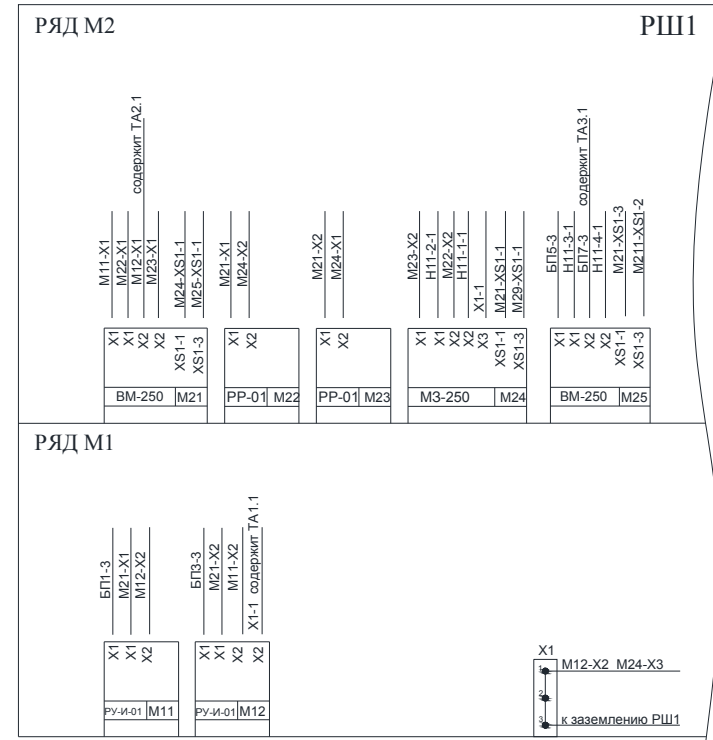 РЯД М2
РШ1
М11-X1
М22-X1
М12-X1
содержит ТА2.1
М23-X1
М24-XS1-1
М25-XS1-1
М21-X1
М24-X2
М21-X2
М24-X1
М23-X2
Н11-2-1
М22-X2
Н11-1-1
X1-1
М21-XS1-1
М29-XS1-1
БП5-3
Н11-3-1
БП7-3
содержит ТА3.1
Н11-4-1
М21-XS1-3
М211-XS1-2
X1
X1
X2
X2
XS1-1
XS1-3
X1
X2
X1
X2
X1
X1
X2
X2
X3
XS1-1
XS1-3
X1
X1
X2
X2
XS1-1
XS1-3
ВМ-250 М21
РР-01 М22
РР-01 М23
МЗ-250 М24
ВМ-250 М25
РЯД М1
БП1-3
М21-X1
М12-X2
БП3-3
М21-X2
М11-X2
X1-1 содержит ТА1.1
X1
X1
X2
X1
X1
X2
X2
РУ-И-01 М11
РУ-И-01 М12
X1
1
М12-X2 М24-X3
2
3
к заземлению РШ1